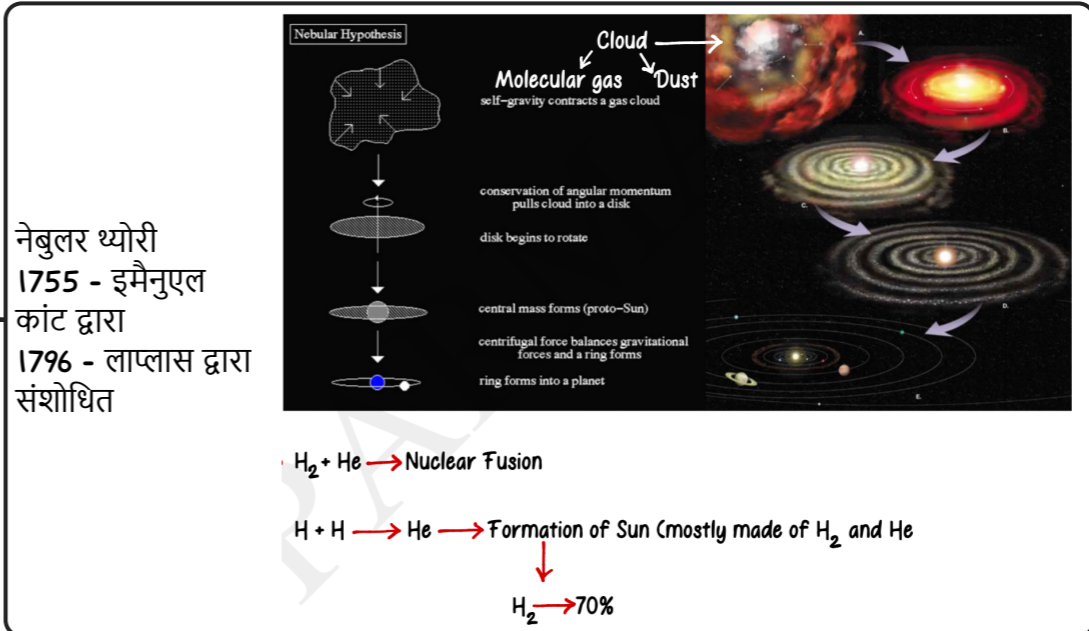 नेबुलर थ्योरी
1755 - इमैनुएल
कांट द्वारा
1796 - लाप्लास द्वारा
संशोधित
Nebular Hypothesis
Cloud
Molecular gas Dust
self-gravity contracts a gas cloud
conservation of angular momentum
pulls cloud into a disk
disk begins to rotate
central mass forms (proto-Sun)
centrifugal force balances gravitational
forces and a ring forms
ring forms into a planet
A.
B.
C.
D.
E.
H₂ + He → Nuclear Fusion
H + H → He → Formation of Sun (mostly made of H₂ and He
H₂ → 70%